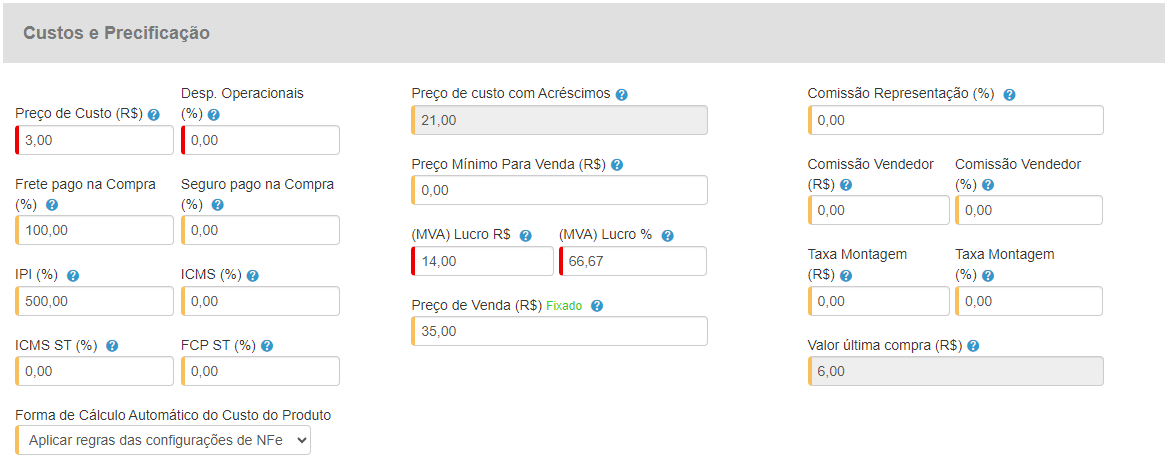 Custos e Precificação
Preço de Custo (R$)
3,00
Desp. Operacionais
(%)
0,00
Frete pago na Compra
(%)
100,00
Seguro pago na Compra
(%)
0,00
IPI (%)
500,00
ICMS (%)
0,00
ICMS ST (%)
0,00
FCP ST (%)
0,00
Forma de Cálculo Automático do Custo do Produto
Aplicar regras das configurações de NFe
Preço de custo com Acréscimos
21,00
Preço Mínimo Para Venda (R$)
0,00
(MVA) Lucro R$
14,00
(MVA) Lucro %
66,67
Preço de Venda (R$) Fixado
35,00
Comissão Representação (%)
0,00
Comissão Vendedor
(R$)
0,00
Comissão Vendedor
(%)
0,00
Taxa Montagem
(R$)
0,00
Taxa Montagem
(%)
0,00
Valor última compra (R$)
6,00